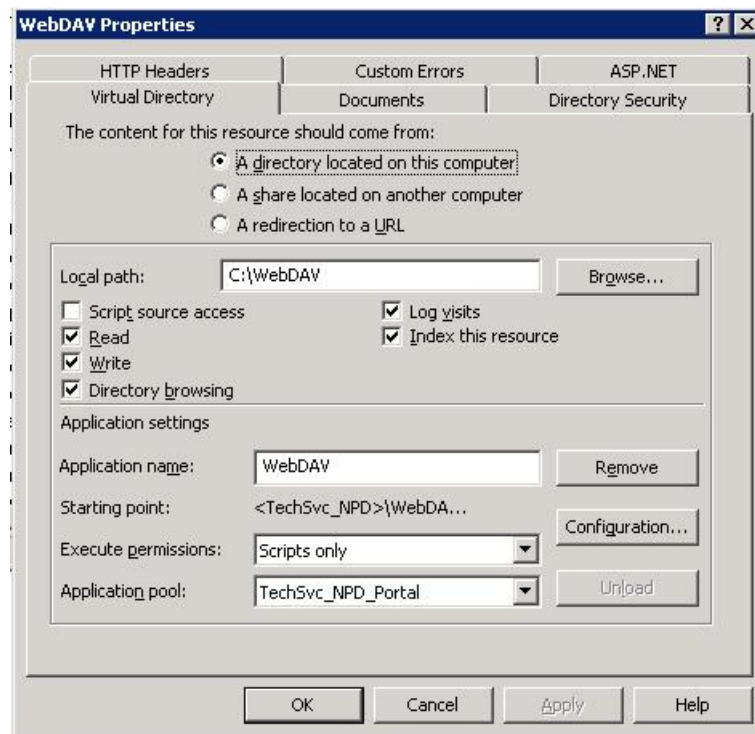 WebDAV Properties
HTTP Headers Custom Errors ASP.NET
Virtual Directory Documents Directory Security
The content for this resource should come from:
A directory located on this computer
A share located on another computer
A redirection to a URL
Local path: C:\WebDAV Browse...
Script source access Log visits
Read Index this resource
Write
Directory browsing
Application settings
Application name: WebDAV Remove
Starting point: <TechSvc_NPD>\WebDA...
Configuration...
Execute permissions: Scripts only
Application pool: TechSvc_NPD_Portal Unload
OK Cancel Apply Help